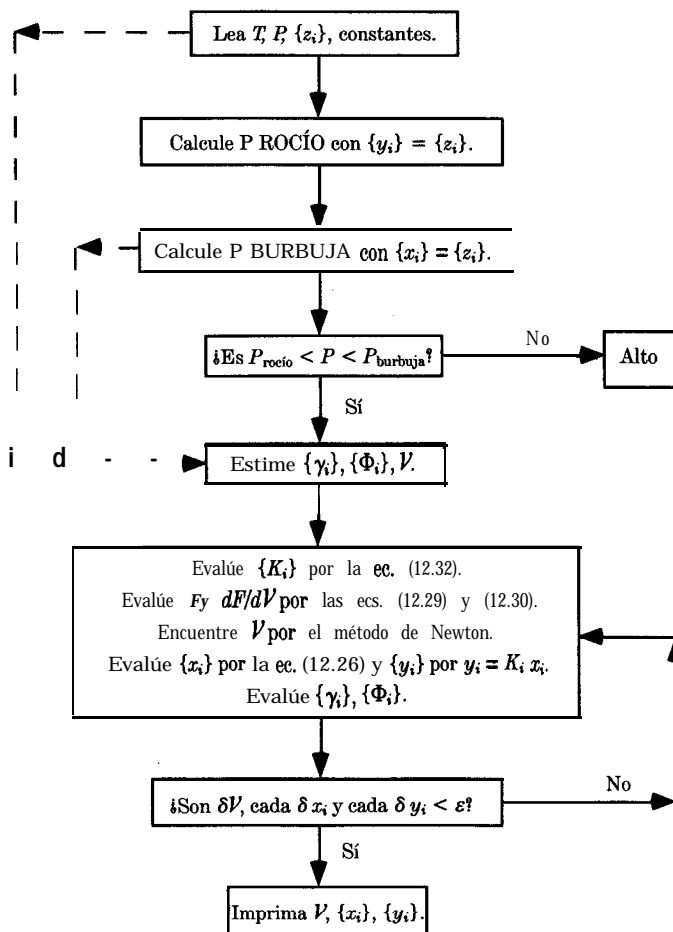 Lea T, P, {z_i}, constantes.
Calcule P ROCÍO con {y_i} = {z_i}.
Calcule P BURBUJA con {x_i} = {z_i}.
¿Es P_rocío < P < P_burbuja?
No
Alto
Sí
i d - -
Estime {γ_i}, {Φ_i}, V.
Evalúe {K_i} por la ec. (12.32).
Evalúe F y dF/dV por las ecs. (12.29) y (12.30).
Encuentre V por el método de Newton.
Evalúe {x_i} por la ec. (12.26) y {y_i} por y_i = K_i x_i.
Evalúe {γ_i}, {Φ_i}.
¿Son δV, cada δ x_i y cada δ y_i < ε?
No
Sí
Imprima V, {x_i}, {y_i}.